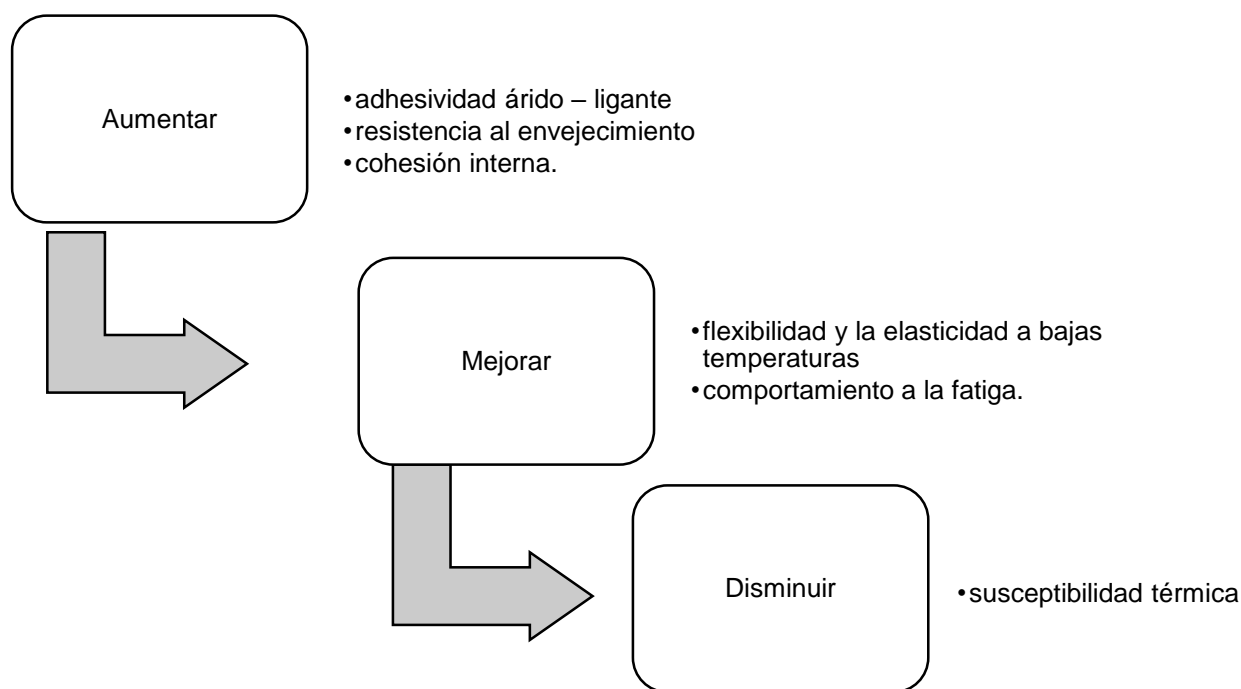 Aumentar
•adhesividad árido – ligante
•resistencia al envejecimiento
•cohesión interna.
Mejorar
•flexibilidad y la elasticidad a bajas
temperaturas
•comportamiento a la fatiga.
Disminuir
•susceptibilidad térmica